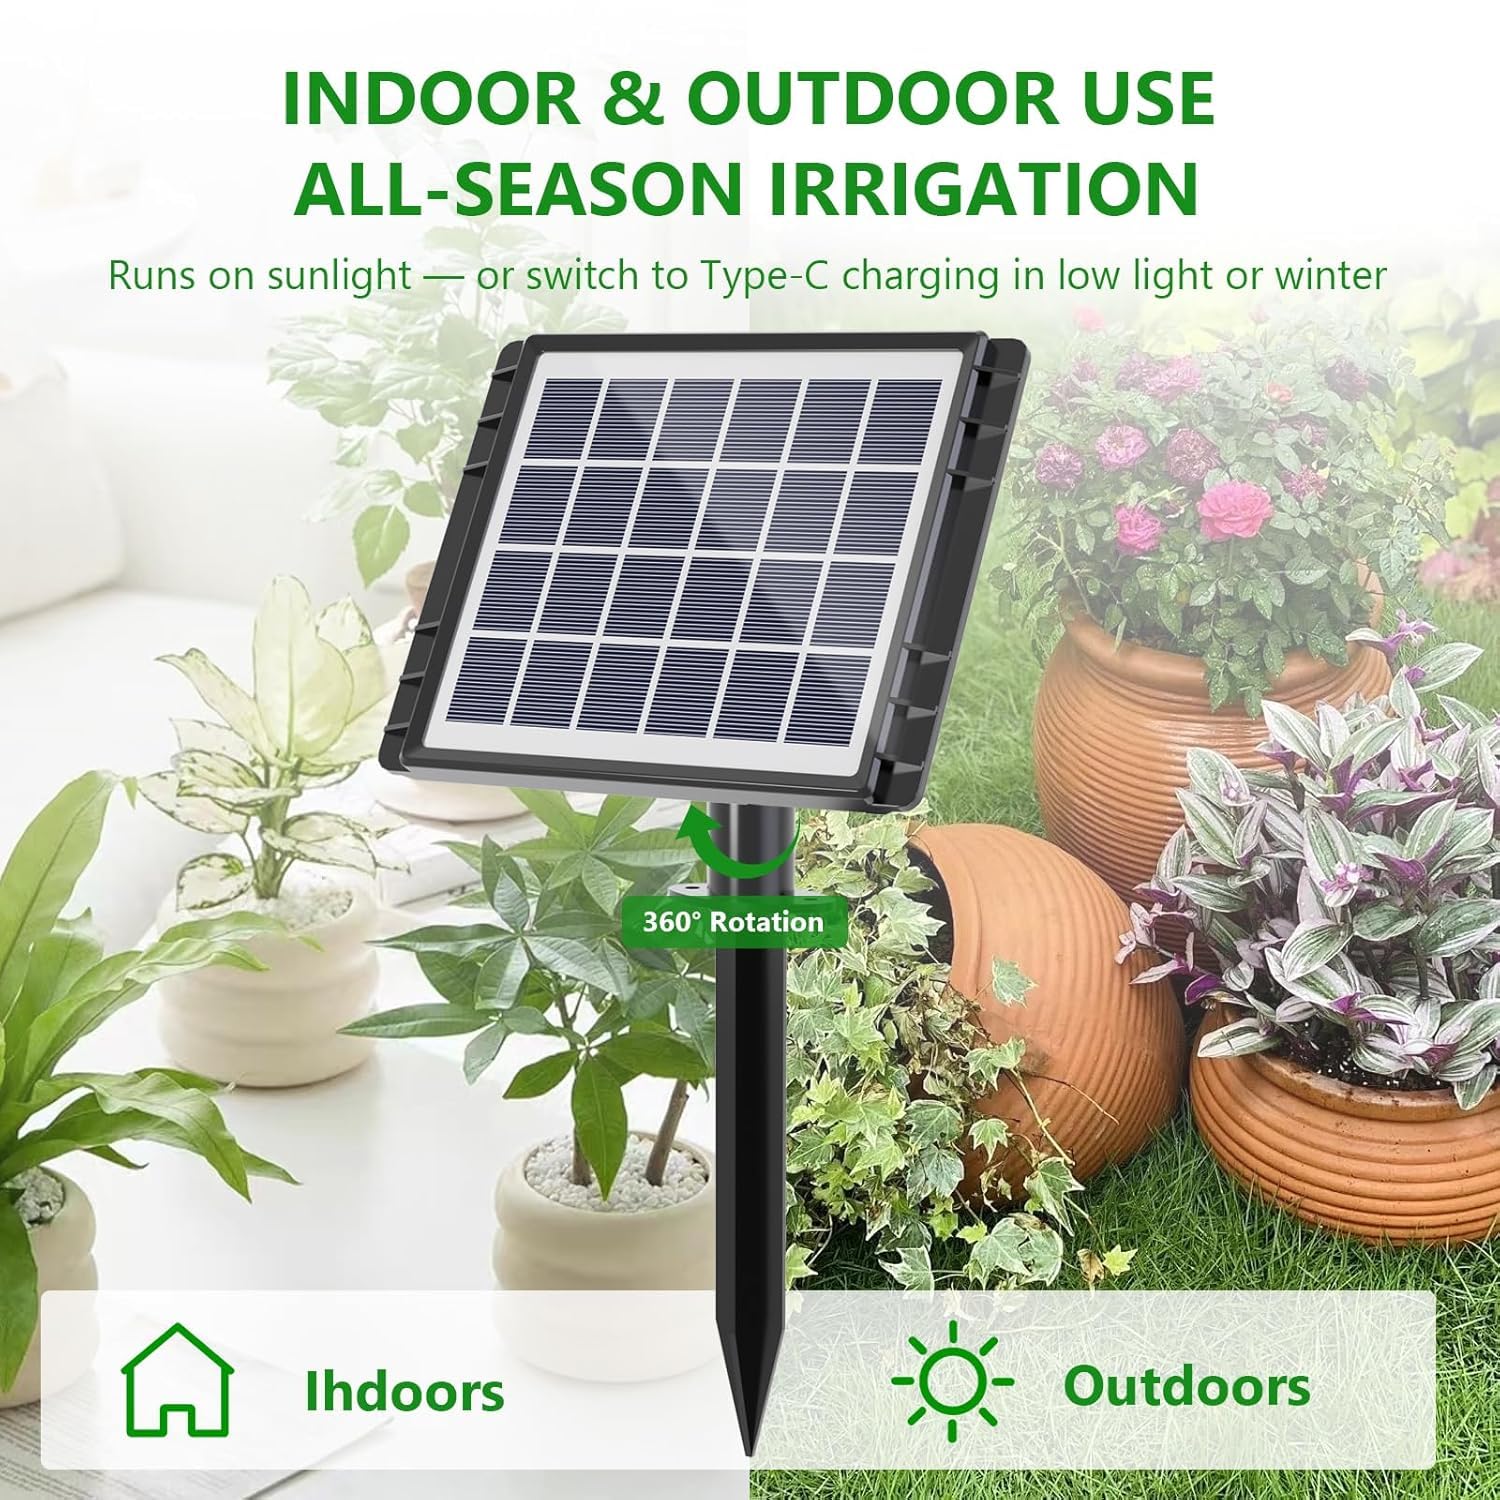 INDOOR & OUTDOOR USE
ALL-SEASON IRRIGATION
Runs on sunlight — or switch to Type-C charging in low light or winter
360° Rotation
Ihdoors
Outdoors